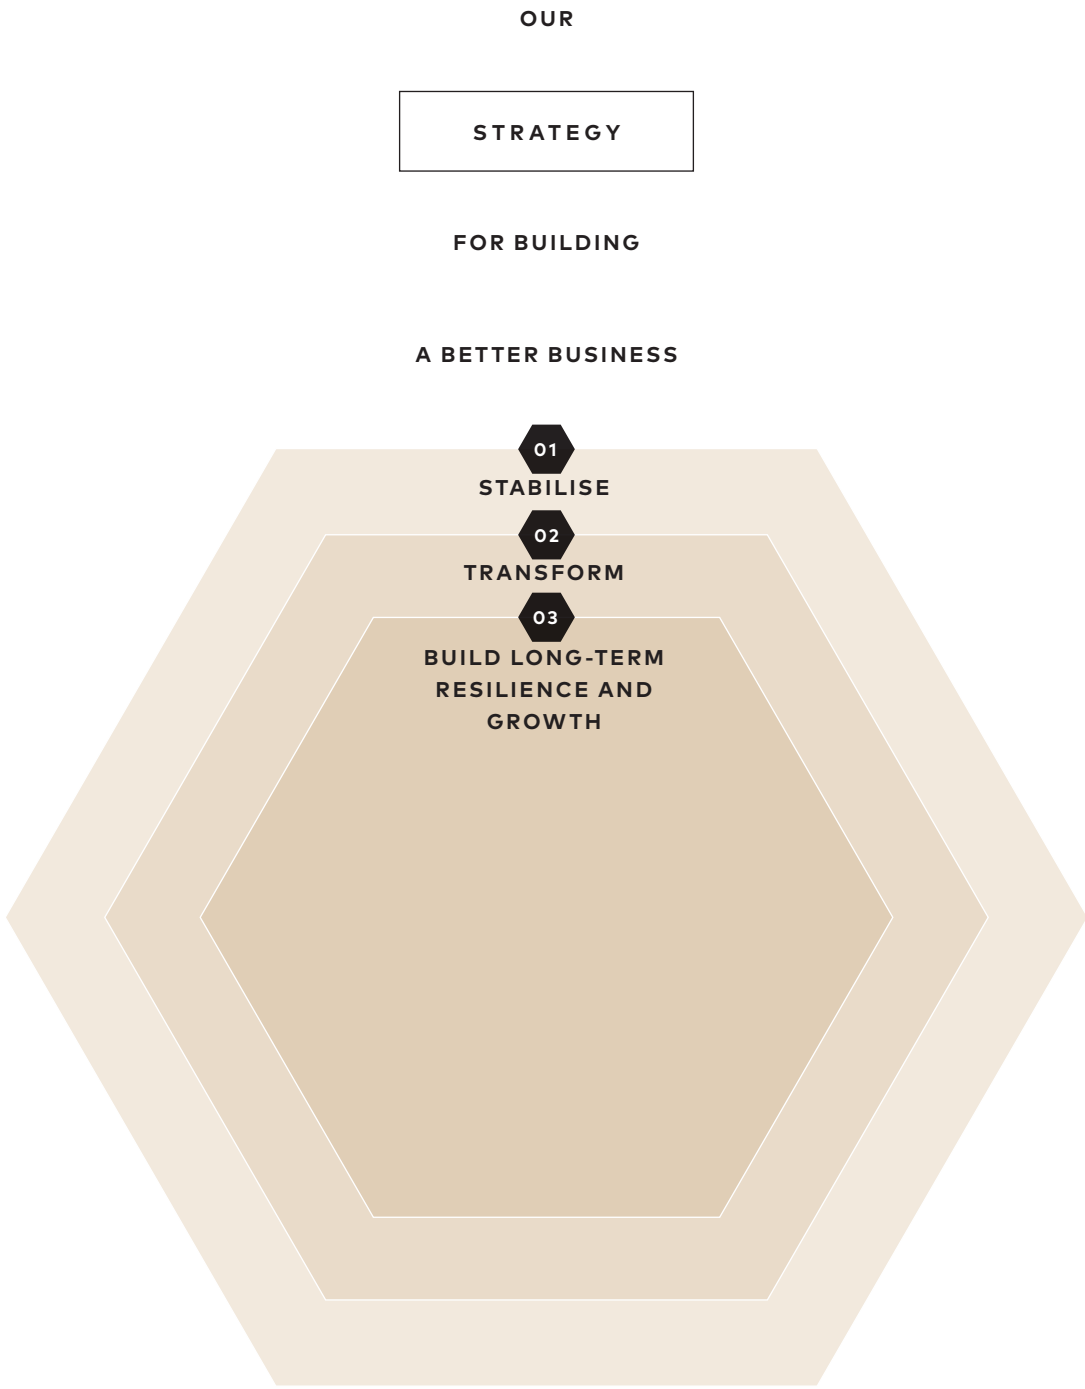 OUR
STRATEGY
FOR BUILDING
A BETTER BUSINESS
01
STABILISE
02
TRANSFORM
03
BUILD LONG-TERM
RESILIENCE AND
GROWTH